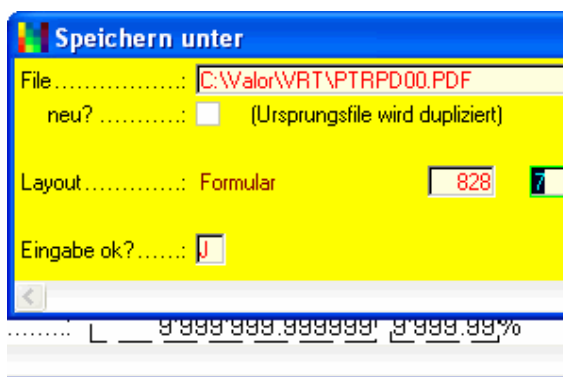 Speichern unter
File.................: C:\Valor\VRT\PTRPD00.PDF
neu? ...........: (Ursprungsfile wird dupliziert)
Layout.............: Formular 828 7
Eingabe ok?......: J
........: 9'999'999.999999! 9'999.99%